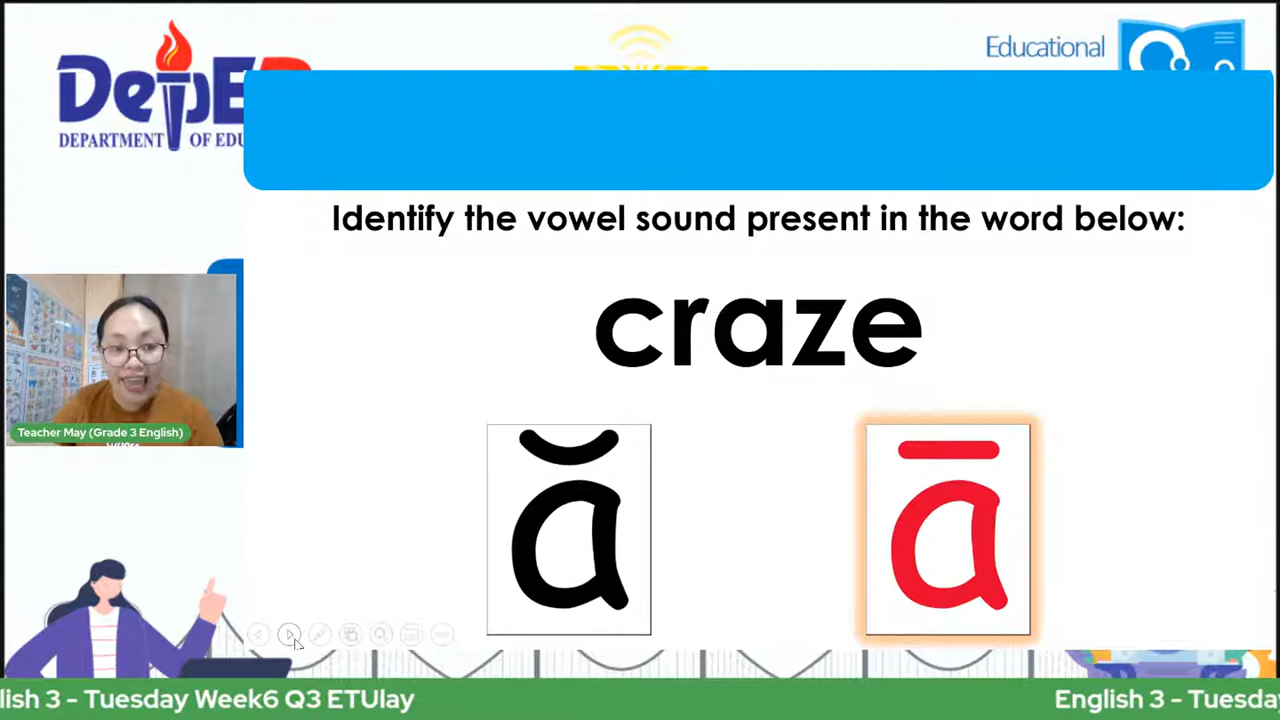 DepE
DEPARTMENT OF EDU
Educational
Identify the vowel sound present in the word below:
craze
ă
ā
Teacher May (Grade 3 English)
lish 3 - Tuesday Week6 Q3 ETUlay
English 3 - Tuesda